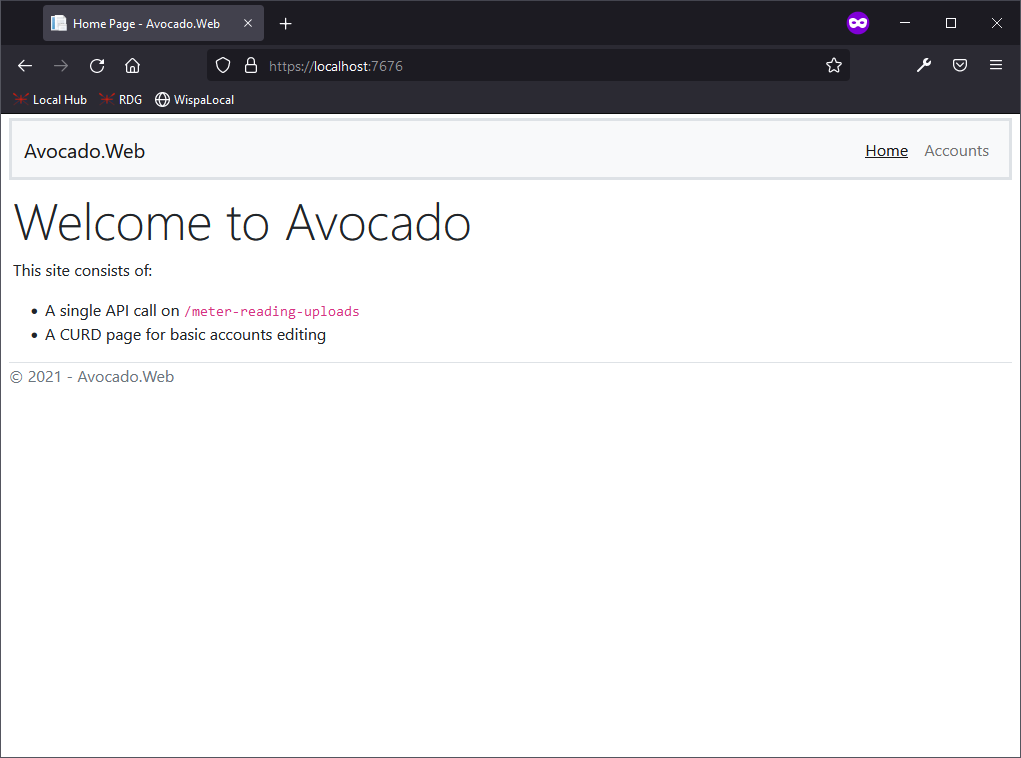 Home Page - Avocado.Web
https://localhost:7676
Local Hub RDG WispaLocal
Avocado.Web Home Accounts
Welcome to Avocado
This site consists of:
• A single API call on /meter-reading-uploads
• A CURD page for basic accounts editing
© 2021 - Avocado.Web